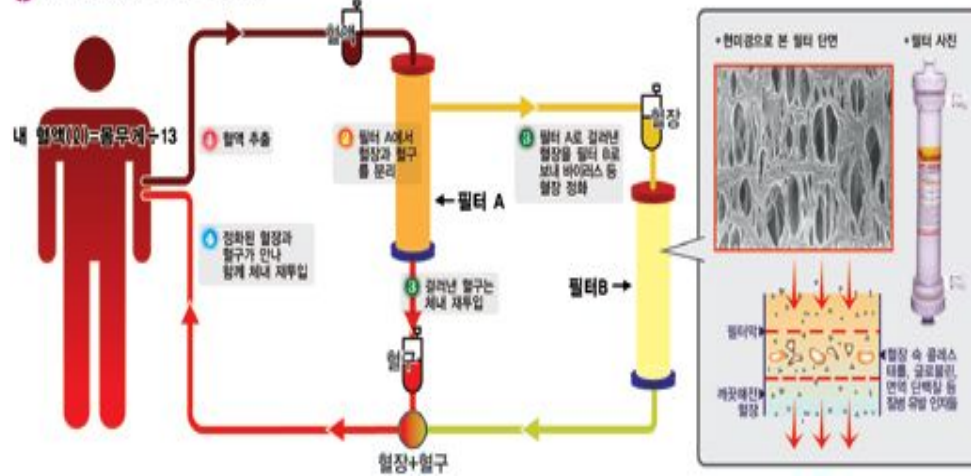 혈액
내 혈액(ℓ)=몸무게÷13
1 혈액 추출
2 필터 A에서
혈장과 혈구
를 분리
← 필터 A
3 필터 A로 걸러낸
혈장을 필터 B로
보내 바이러스 등
혈장 정화
혈장
4 정화된 혈장과
혈구가 만나
함께 체내 재투입
3 걸러낸 혈구는
체내 재투입
혈구
혈장+혈구
필터B →
• 현미경으로 본 필터 단면
• 필터 사진
필터막
혈장 속 콜레스
테롤, 글로불린,
면역 단백질 등
질병 유발 인자들
깨끗해진
혈장